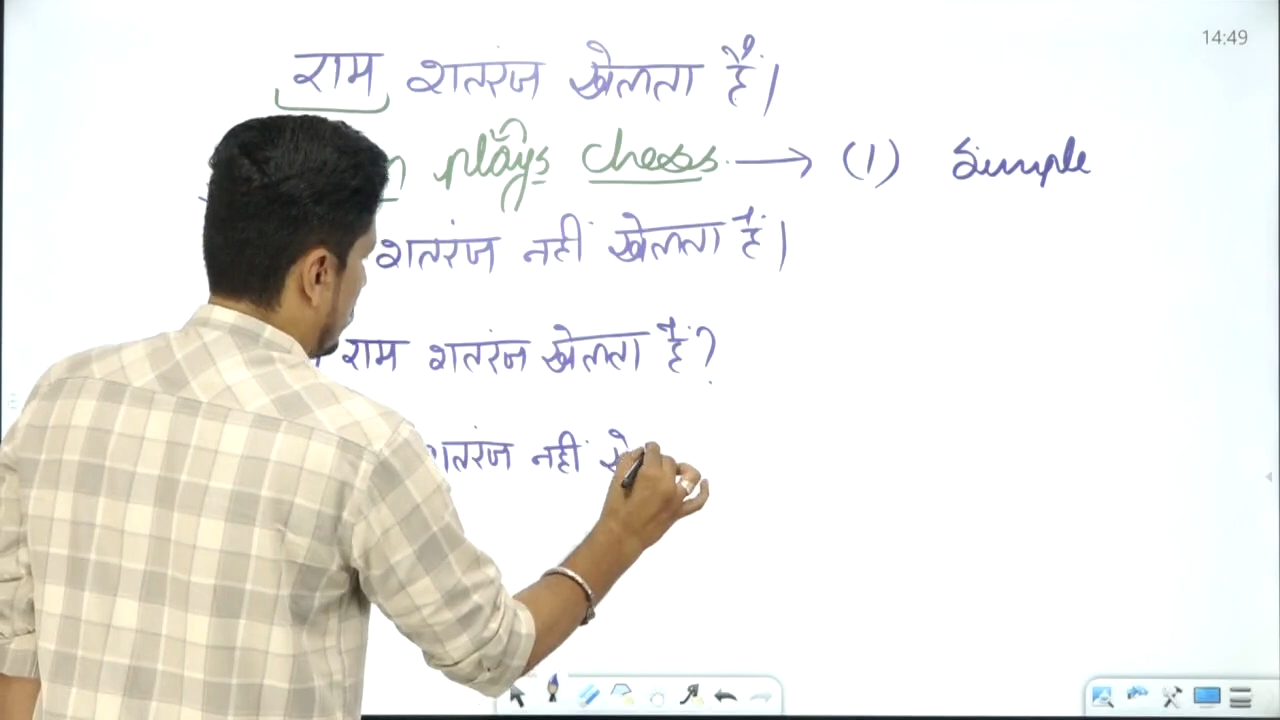 14:49
राम शतरंज खेलता है।
plays chess. → (1) Simple
शतरंज नहीं खेलता है।
राम शतरंज खेलता है?
शतरंज नहीं